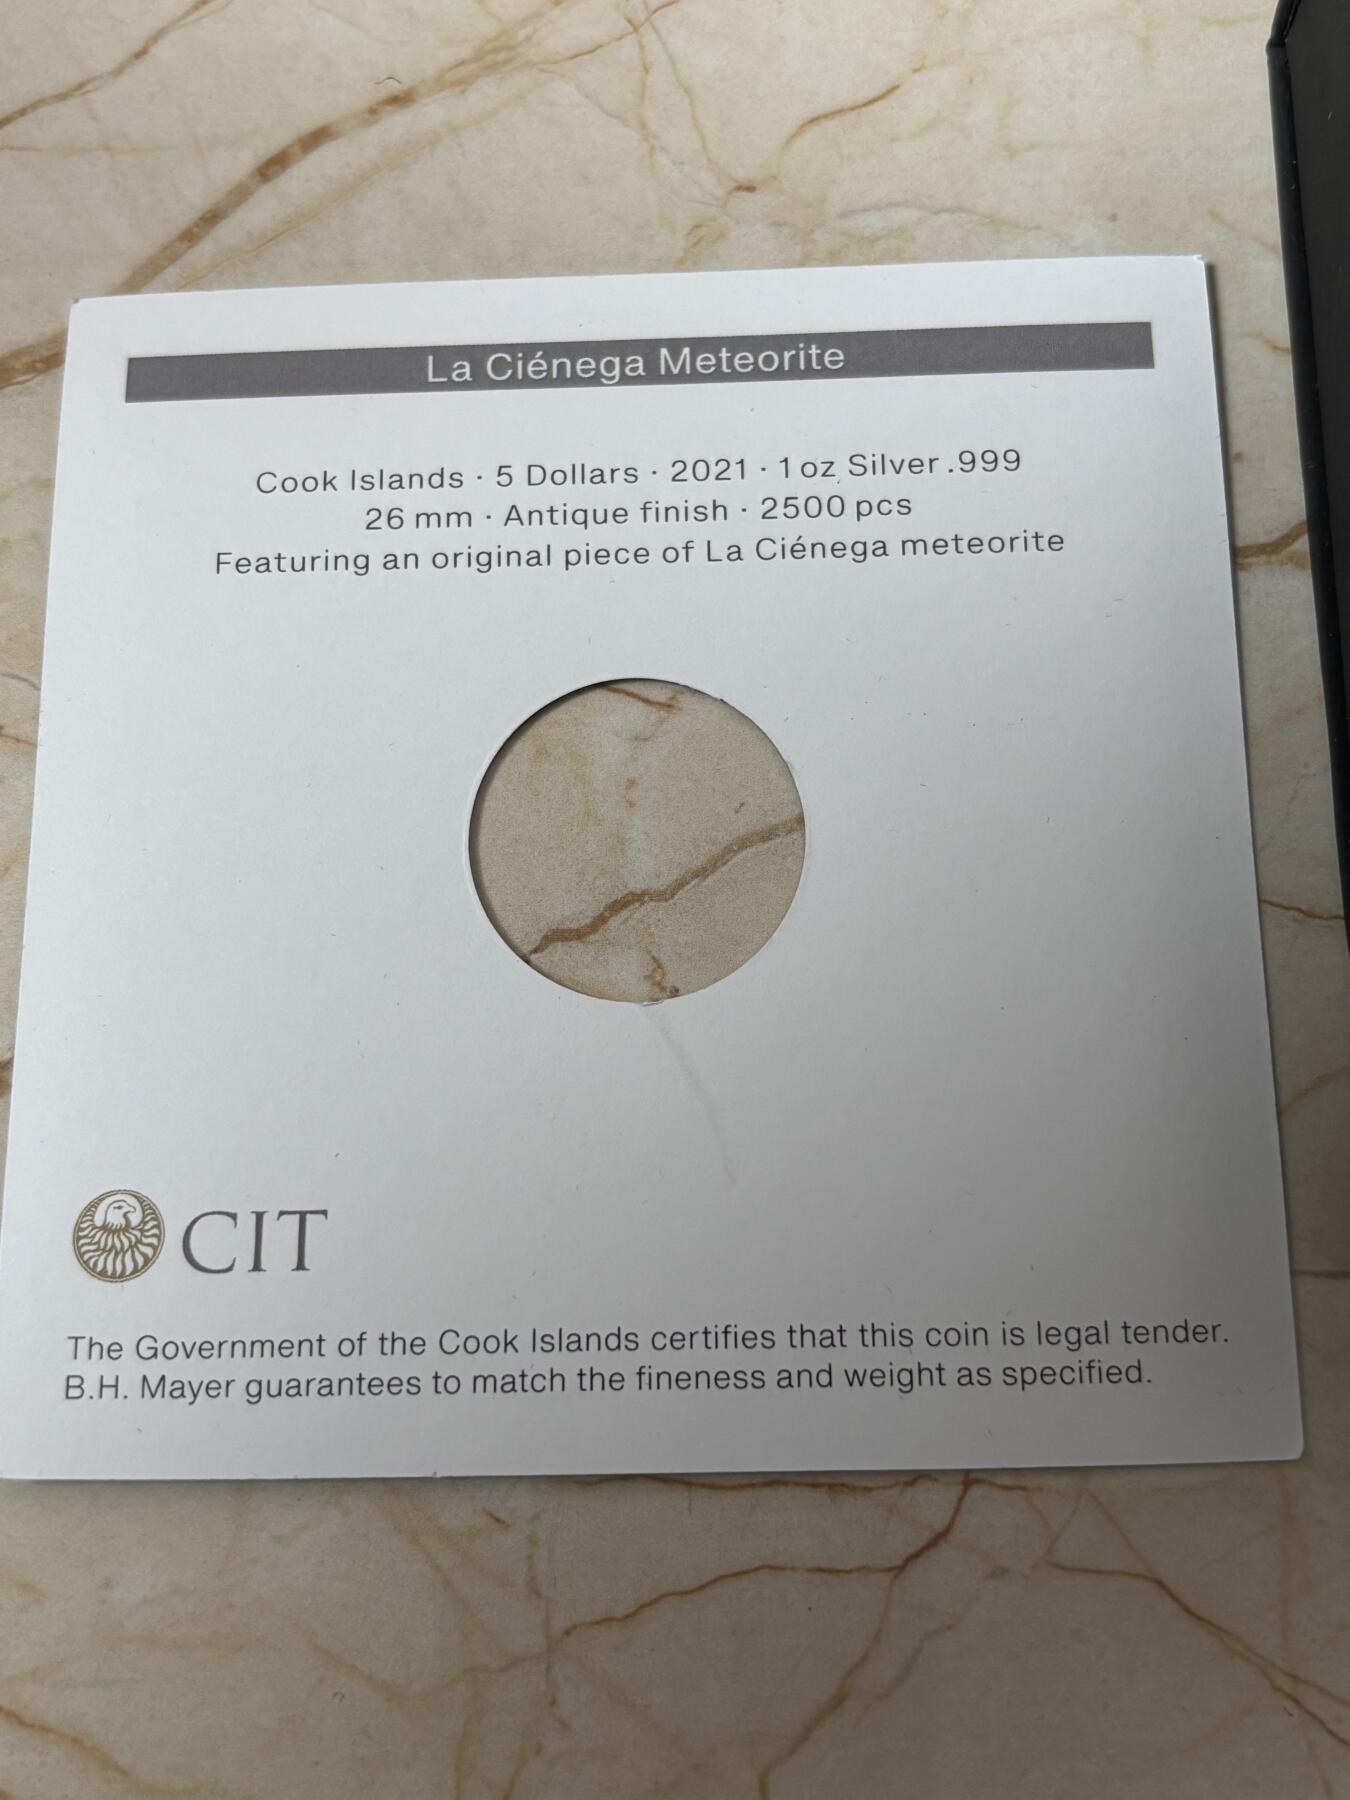 La Ciénega Meteorite
Cook Islands · 5 Dollars · 2021 · 1 oz Silver .999
26 mm · Antique finish · 2500 pcs
Featuring an original piece of La Ciénega meteorite
CIT
The Government of the Cook Islands certifies that this coin is legal tender.
B.H. Mayer guarantees to match the fineness and weight as specified.